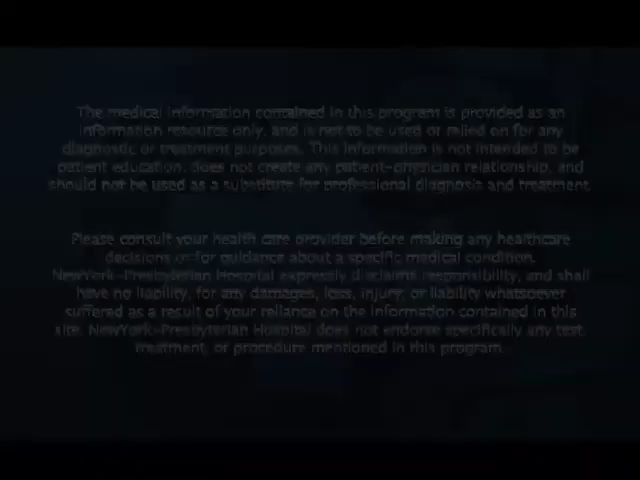 The medical information contained in this program is provided as an
information resource only, and is not to be used or relied on for any
diagnostic or treatment purposes. This information is not intended to be
patient education, does not create any patient-physician relationship, and
should not be used as a substitute for professional diagnosis and treatment.
Please consult your health care provider before making any healthcare
decisions or for guidance about a specific medical condition.
NewYork-Presbyterian Hospital expressly disclaims responsibility, and shall
have no liability, for any damages, loss, injury, or liability whatsoever
suffered as a result of your reliance on the information contained in this
site. NewYork-Presbyterian Hospital does not endorse specifically any test,
treatment, or procedure mentioned in this program.